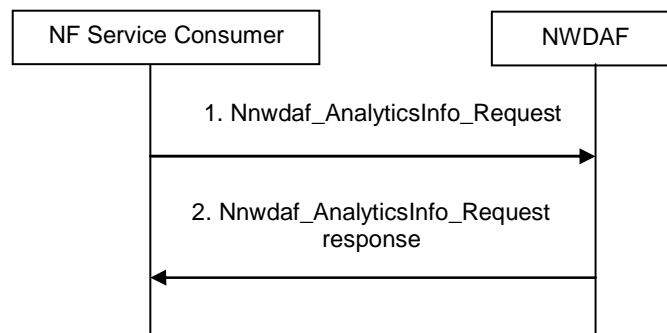 NF Service Consumer
NWDAF
1. Nnwdaf_AnalyticsInfo_Request
2. Nnwdaf_AnalyticsInfo_Request
response